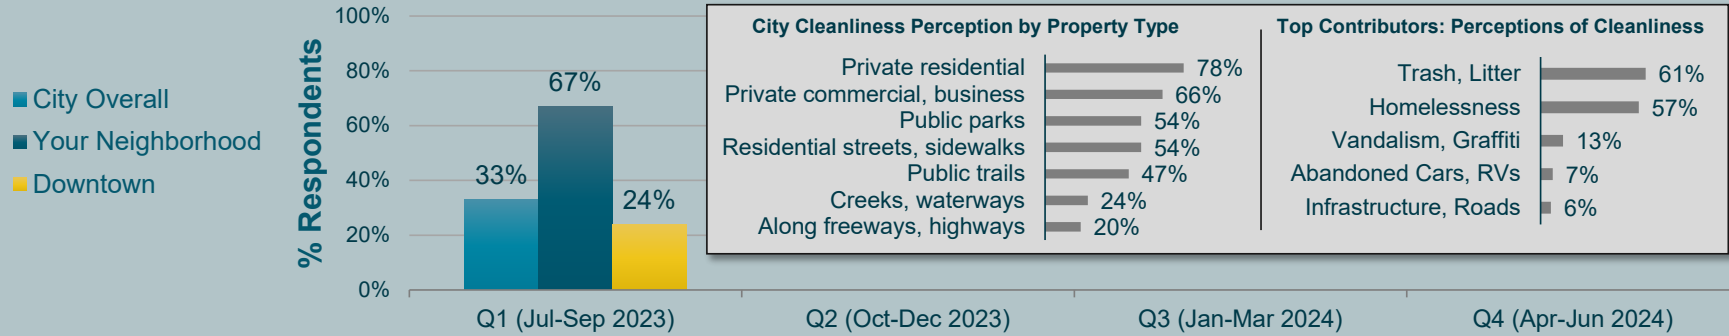 City Overall
Your Neighborhood
Downtown
% Respondents
100%
80%
60%
40%
20%
0%
33%
67%
24%
Q1 (Jul-Sep 2023)
Q2 (Oct-Dec 2023)
Q3 (Jan-Mar 2024)
Q4 (Apr-Jun 2024)
City Cleanliness Perception by Property Type
Private residential 78%
Private commercial, business 66%
Public parks 54%
Residential streets, sidewalks 54%
Public trails 47%
Creeks, waterways 24%
Along freeways, highways 20%
Top Contributors: Perceptions of Cleanliness
Trash, Litter 61%
Homelessness 57%
Vandalism, Graffiti 13%
Abandoned Cars, RVs 7%
Infrastructure, Roads 6%